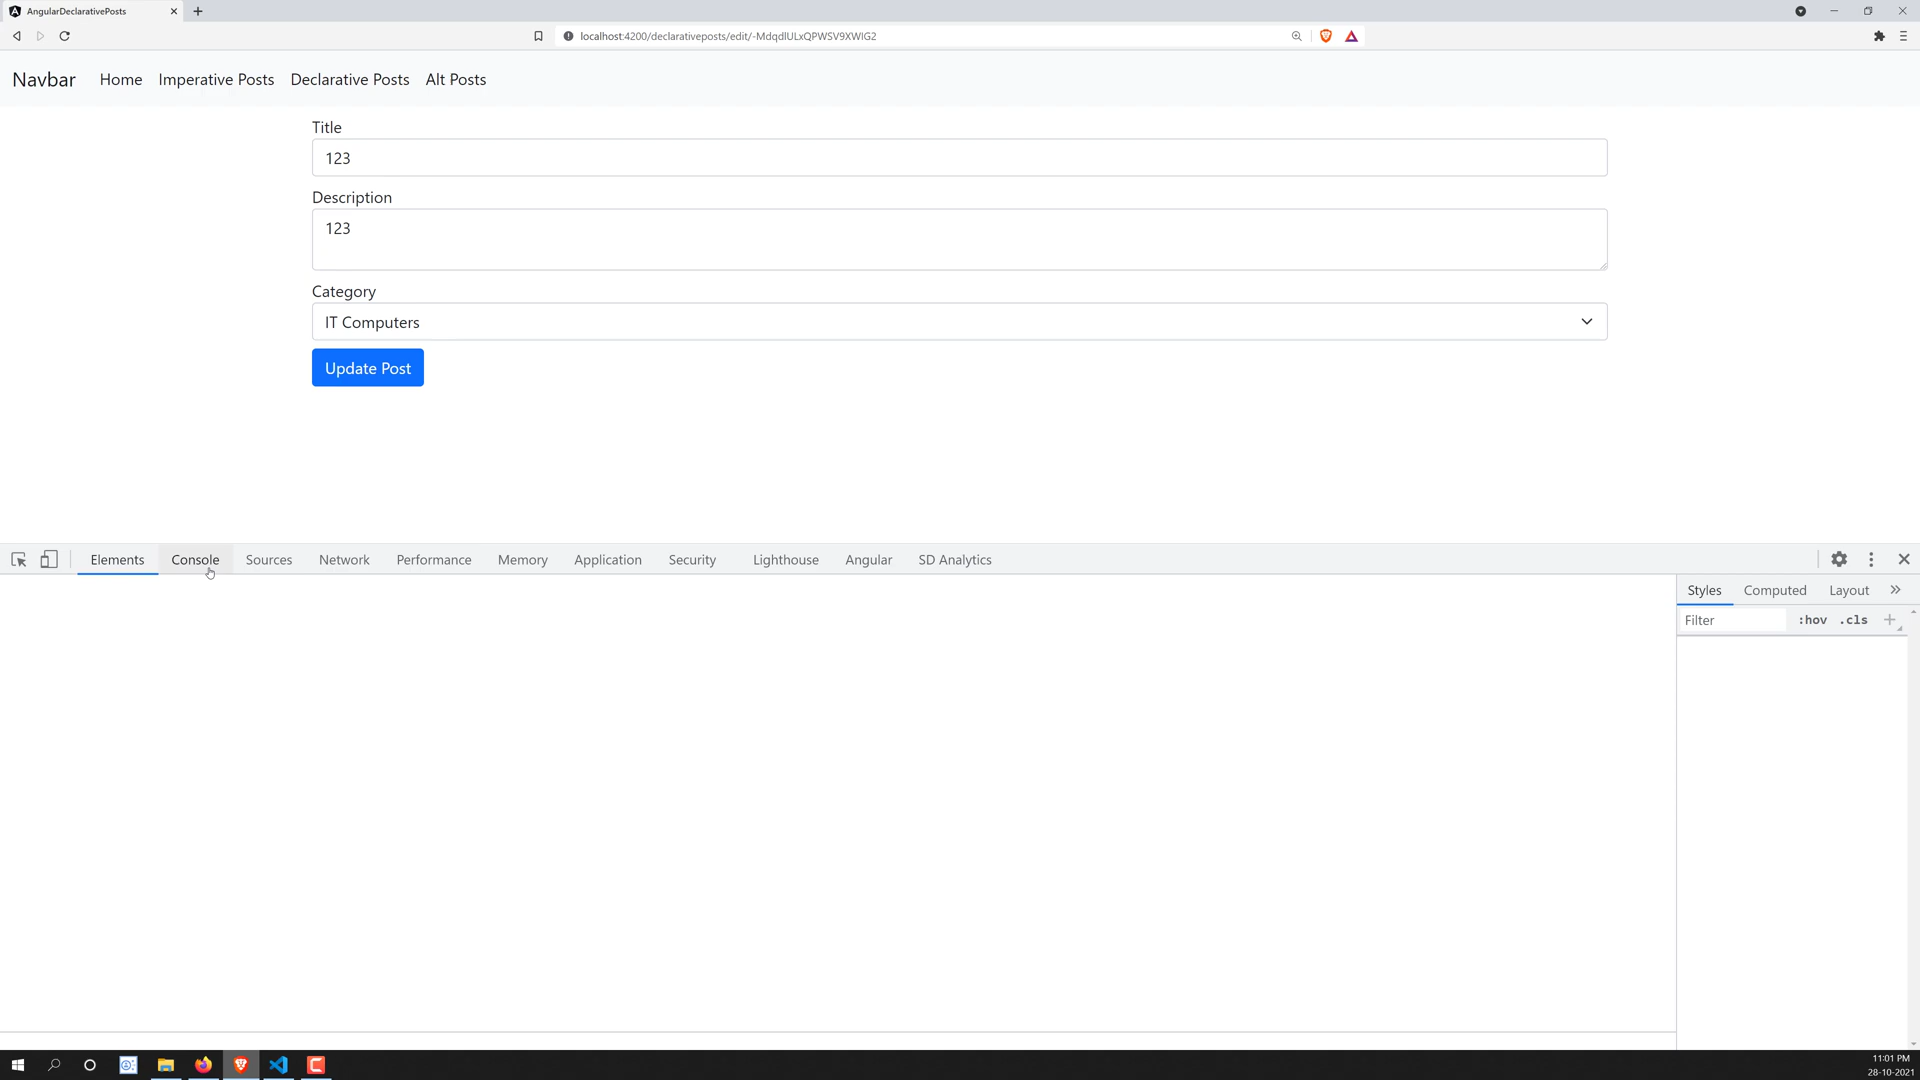 AngularDeclarativePosts
localhost:4200/declarativeposts/edit/-MdqdIULxQPWSV9XWIG2
Navbar Home Imperative Posts Declarative Posts Alt Posts
Title
123
Description
123
Category
IT Computers
Update Post
Elements Console Sources Network Performance Memory Application Security Lighthouse Angular SD Analytics
Styles Computed Layout
Filter :hov .cls
11:01 PM
28-10-2021